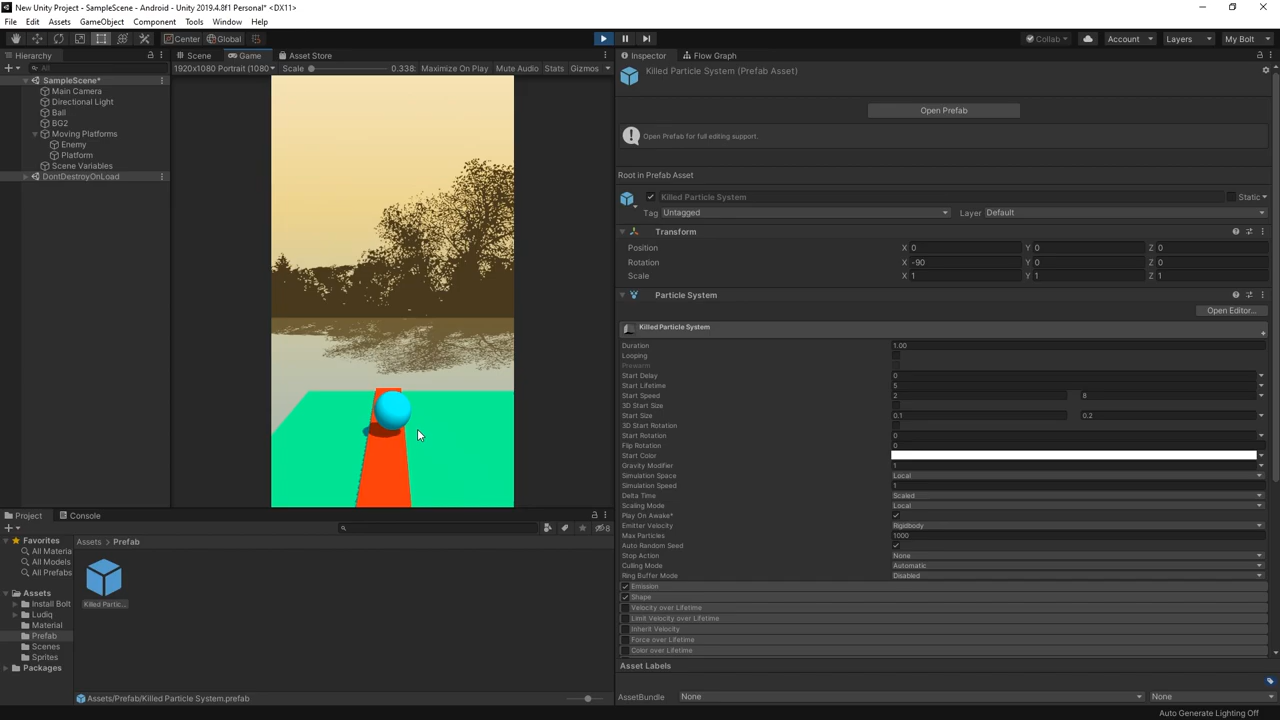 New Unity Project - SampleScene - Android - Unity 2019.4.8f1 Personal* <DX11>
File Edit Assets GameObject Component Tools Window Help
Center Global Collab Account Layers My Bolt
Hierarchy Scene Game Asset Store Inspector Flow Graph
All 1920x1080 Portrait (1080 Scale 0.338: Maximize On Play Mute Audio Stats Gizmos Killed Particle System (Prefab Asset)
SampleScene*
Main Camera
Directional Light
Ball
BG2
Moving Platforms
Enemy
Platform
Scene Variables
DontDestroyOnLoad
Open Prefab
Open Prefab for full editing support.
Root in Prefab Asset
Killed Particle System Static
Tag Untagged Layer Default
Transform
Position X 0 Y 0 Z 0
Rotation X -90 Y 0 Z 0
Scale X 1 Y 1 Z 1
Particle System
Open Editor...
Killed Particle System
Duration 1.00
Looping
Prewarm
Start Delay 0
Start Lifetime 5
Start Speed 2 8
3D Start Size
Start Size 0.1 0.2
3D Start Rotation
Start Rotation 0
Flip Rotation 0
Start Color
Gravity Modifier 1
Simulation Space Local
Simulation Speed 1
Delta Time Scaled
Scaling Mode Local
Play On Awake*
Emitter Velocity Rigidbody
Max Particles 1000
Auto Random Seed
Stop Action None
Culling Mode Automatic
Ring Buffer Mode Disabled
Emission
Shape
Velocity over Lifetime
Limit Velocity over Lifetime
Inherit Velocity
Force over Lifetime
Color over Lifetime
Asset Labels
AssetBundle None None
Auto Generate Lighting Off
Project Console
8
Favorites
All Materia
All Models
All Prefabs
Assets
Install Bolt
Ludiq
Material
Prefab
Scenes
Sprites
Packages
Assets > Prefab
Killed Partic...
Assets/Prefab/Killed Particle System.prefab